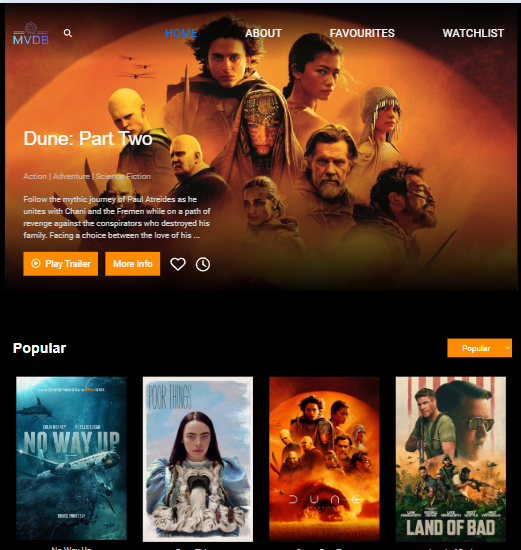 MVDB
HOME
ABOUT
FAVOURITES
WATCHLIST
Dune: Part Two
Action | Adventure | Science Fiction
Follow the mythic journey of Paul Atreides as he
unites with Chani and the Fremen while on a path of
revenge against the conspirators who destroyed his
family. Facing a choice between the love of his ...
Play Trailer
More Info
Popular
Popular
NO WAY UP
POOR THINGS
DUNE
LAND OF BAD
No Way Up